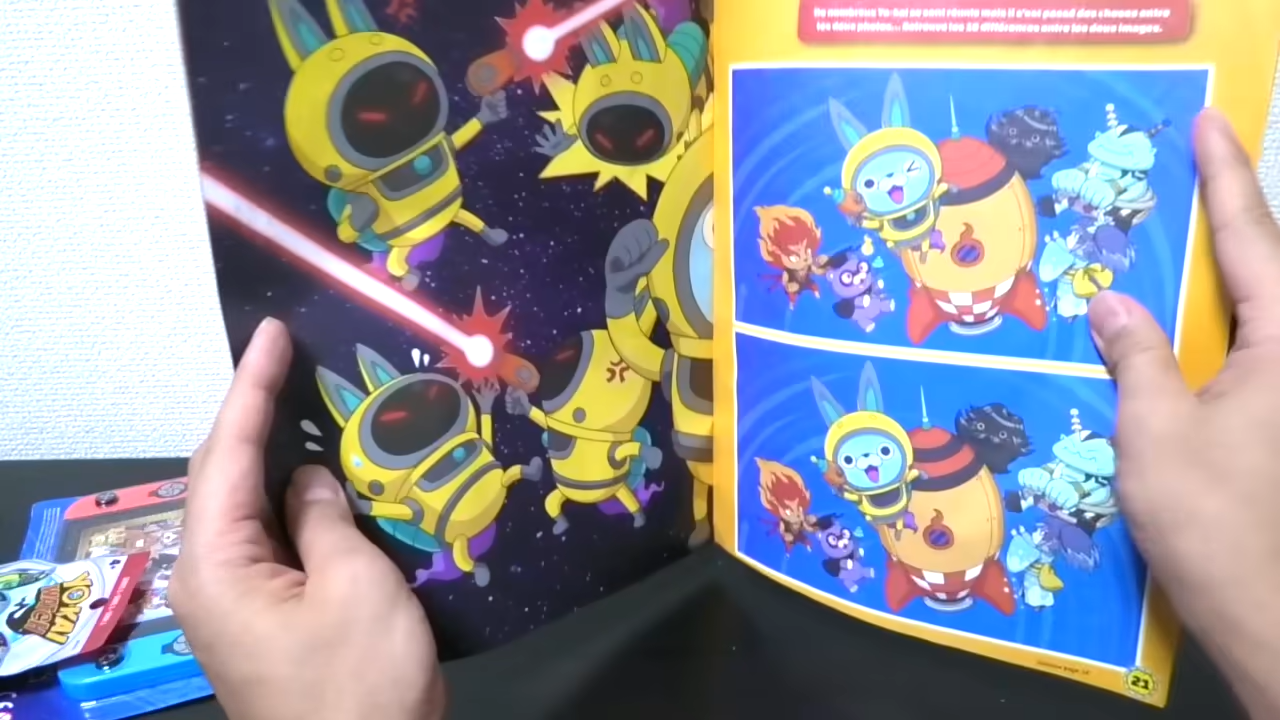 De nombreux Yo-kai se sont réunis mais il s'est passé des choses entre
les deux photos... Retrouve les 10 différences entre les deux images.
21
YO-KAI
WATCH